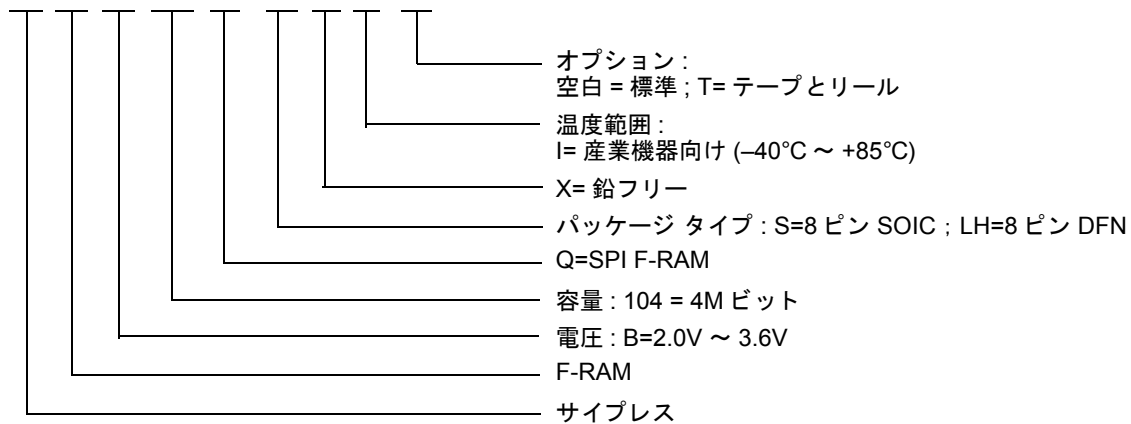 オプション :
空白 = 標準 ; T= テープとリール
温度範囲 :
I= 産業機器向け (–40°C ~ +85°C)
X= 鉛フリー
パッケージ タイプ : S=8 ピン SOIC ; LH=8 ピン DFN
Q=SPI F-RAM
容量 : 104 = 4M ビット
電圧 : B=2.0V ~ 3.6V
F-RAM
サイプレス